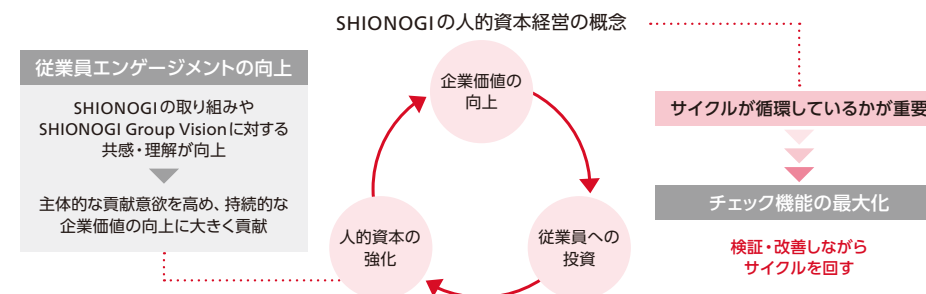 SHIONOGIの人的資本経営の概念
従業員エンゲージメントの向上
SHIONOGIの取り組みや
SHIONOGI Group Visionに対する
共感・理解が向上
主体的な貢献意欲を高め、持続的な
企業価値の向上に大きく貢献
企業価値の
向上
人的資本の
強化
従業員への
投資
サイクルが循環しているかが重要
チェック機能の最大化
検証・改善しながら
サイクルを回す